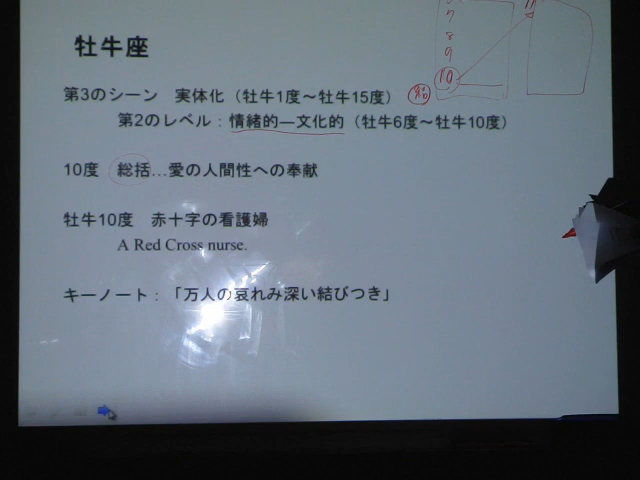 7
8
9
10
牡牛座
第3のシーン　実体化（牡牛1度～牡牛15度）
第2のレベル：情緒的―文化的（牡牛6度～牡牛10度）
10度　総括…愛の人間性への奉献
牡牛10度　赤十字の看護婦
A Red Cross nurse.
キーノート：「万人の哀れみ深い結びつき」